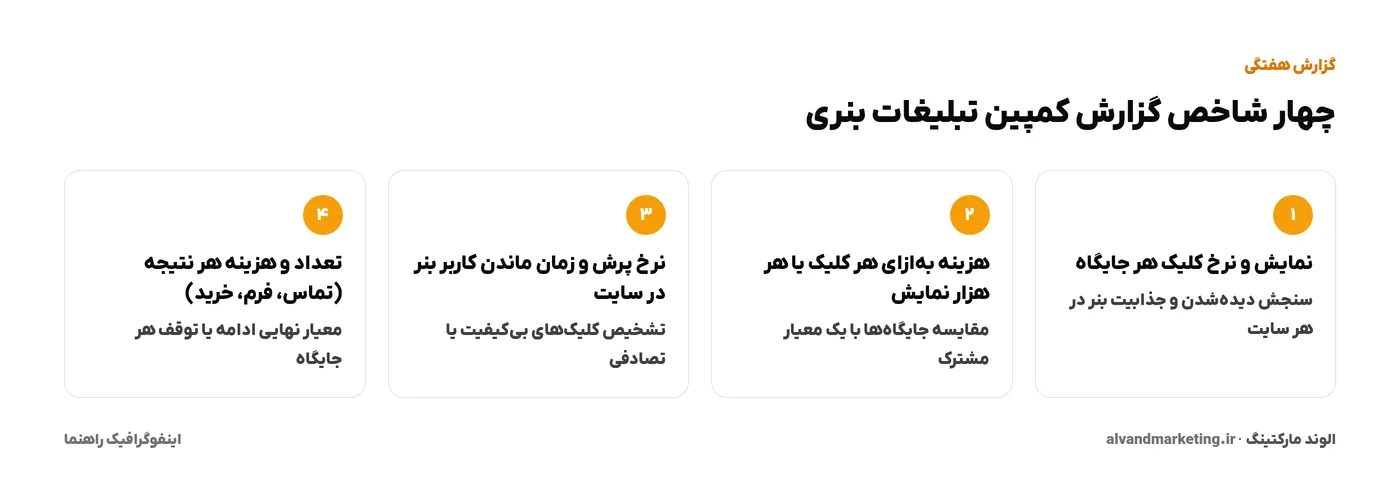 گزارش هفتگی
چهار شاخص گزارش کمپین تبلیغات بنری
۱
نمایش و نرخ کلیک هر جایگاه
سنجش دیده‌شدن و جذابیت بنر در
هر سایت
۲
هزینه به‌ازای هر کلیک یا هر
هزار نمایش
مقایسه جایگاه‌ها با یک معیار
مشترک
۳
نرخ پرش و زمان ماندن کاربر بنر
در سایت
تشخیص کلیک‌های بی‌کیفیت یا
تصادفی
۴
تعداد و هزینه هر نتیجه
(تماس، فرم، خرید)
معیار نهایی ادامه یا توقف هر
جایگاه
الوند مارکتینگ · alvandmarketing.ir
اینفوگرافیک راهنما